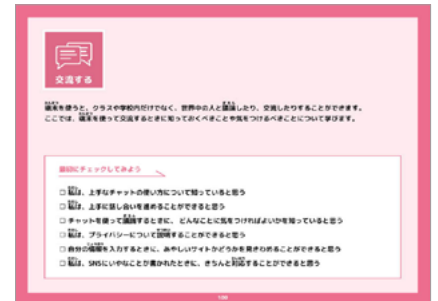 交流する
端末を使うと、クラスや学校内だけでなく、世界中の人と議論したり、交流したりすることができます。
ここでは、端末を使って交流するときに知っておくべきことや気をつけるべきことについて学びます。
最初にチェックしてみよう
□ 私は、上手なチャットの使い方について知っていると思う
□ 私は、上手に話し合いを進めることができると思う
□ チャットを使って議論するときに、どんなことに気をつければよいかを知っていると思う
□ 私は、プライバシーについて説明することができると思う
□ 自分の情報を入力するときに、あやしいサイトかどうかを見きわめることができると思う
□ 私は、SNSにいやなことが書かれたときに、きちんと対応することができると思う